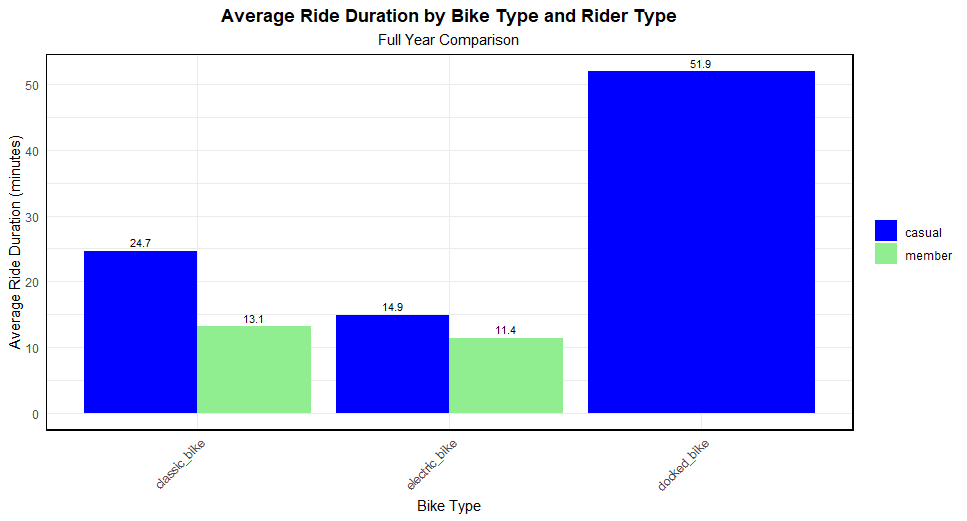 Average Ride Duration by Bike Type and Rider Type
Full Year Comparison
Average Ride Duration (minutes)
50
40
30
20
10
0
24.7
13.1
14.9
11.4
51.9
classic_bike
electric_bike
docked_bike
Bike Type
casual
member